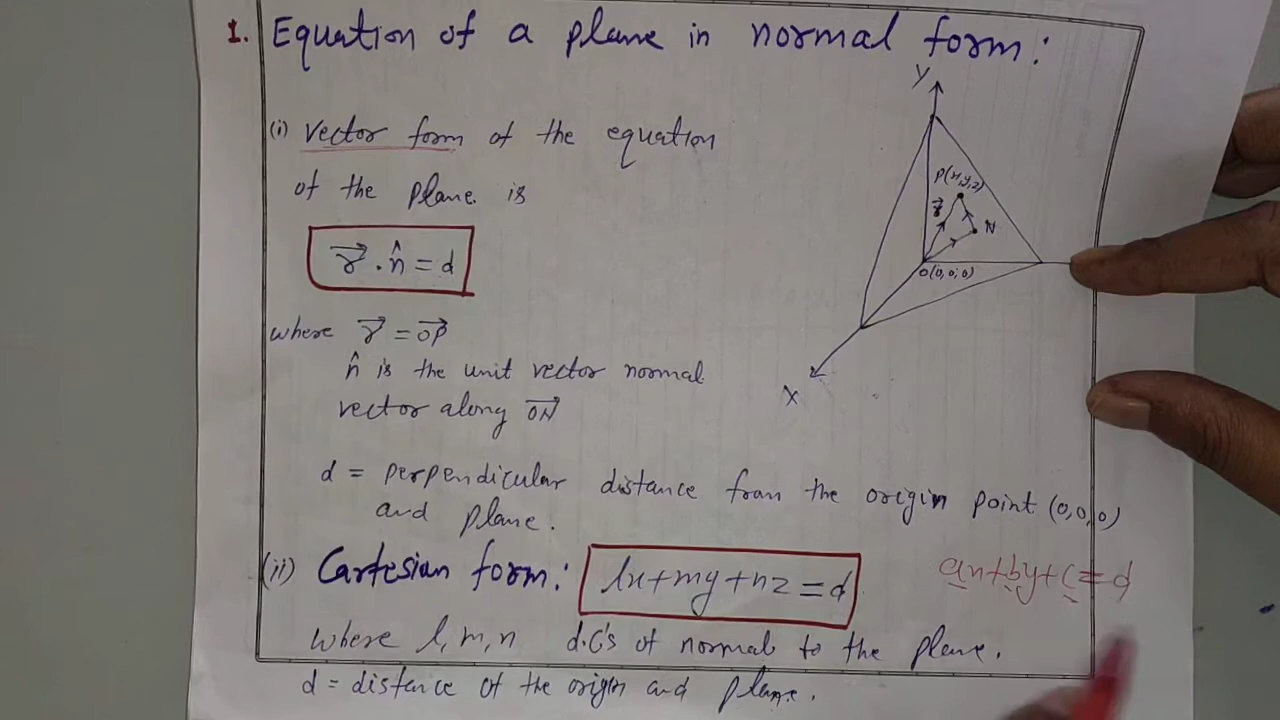 1. Equation of a plane in normal form:
(i) vector form of the equation
of the plane is
r⃗ . n̂ = d
where r⃗ = OP⃗
n̂ is the unit vector normal
vector along ON⃗
d = perpendicular distance from the origin point (0,0,0)
and plane.
(ii) Cartesian form: lx+my+nz=d
ax+by+cz=d
where l,m,n d.c's of normal to the plane.
d = distance of the origin and plane.
Y
P(x,y,z)
r⃗
N
O(0,0,0)
X